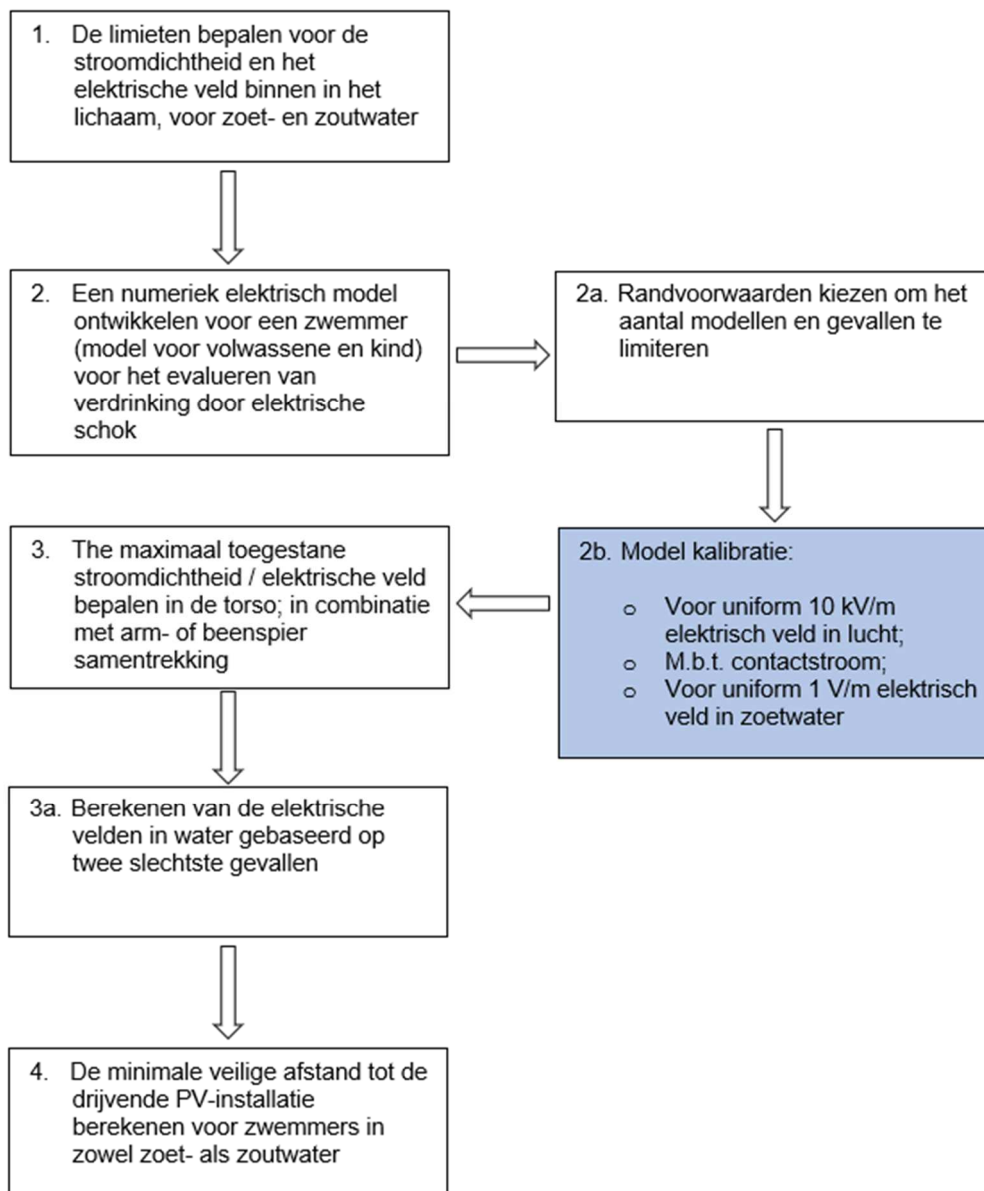 1. De limieten bepalen voor de
stroomdichtheid en het
elektrische veld binnen in het
lichaam, voor zoet- en zoutwater
2. Een numeriek elektrisch model
ontwikkelen voor een zwemmer
(model voor volwassene en kind)
voor het evalueren van
verdrinking door elektrische
schok
2a. Randvoorwaarden kiezen om het
aantal modellen en gevallen te
limiteren
2b. Model kalibratie:
o Voor uniform 10 kV/m
elektrisch veld in lucht;
o M.b.t. contactstroom;
o Voor uniform 1 V/m elektrisch
veld in zoetwater
3. The maximaal toegestane
stroomdichtheid / elektrische veld
bepalen in de torso; in combinatie
met arm- of beenspier
samentrekking
3a. Berekenen van de elektrische
velden in water gebaseerd op
twee slechtste gevallen
4. De minimale veilige afstand tot de
drijvende PV-installatie
berekenen voor zwemmers in
zowel zoet- als zoutwater